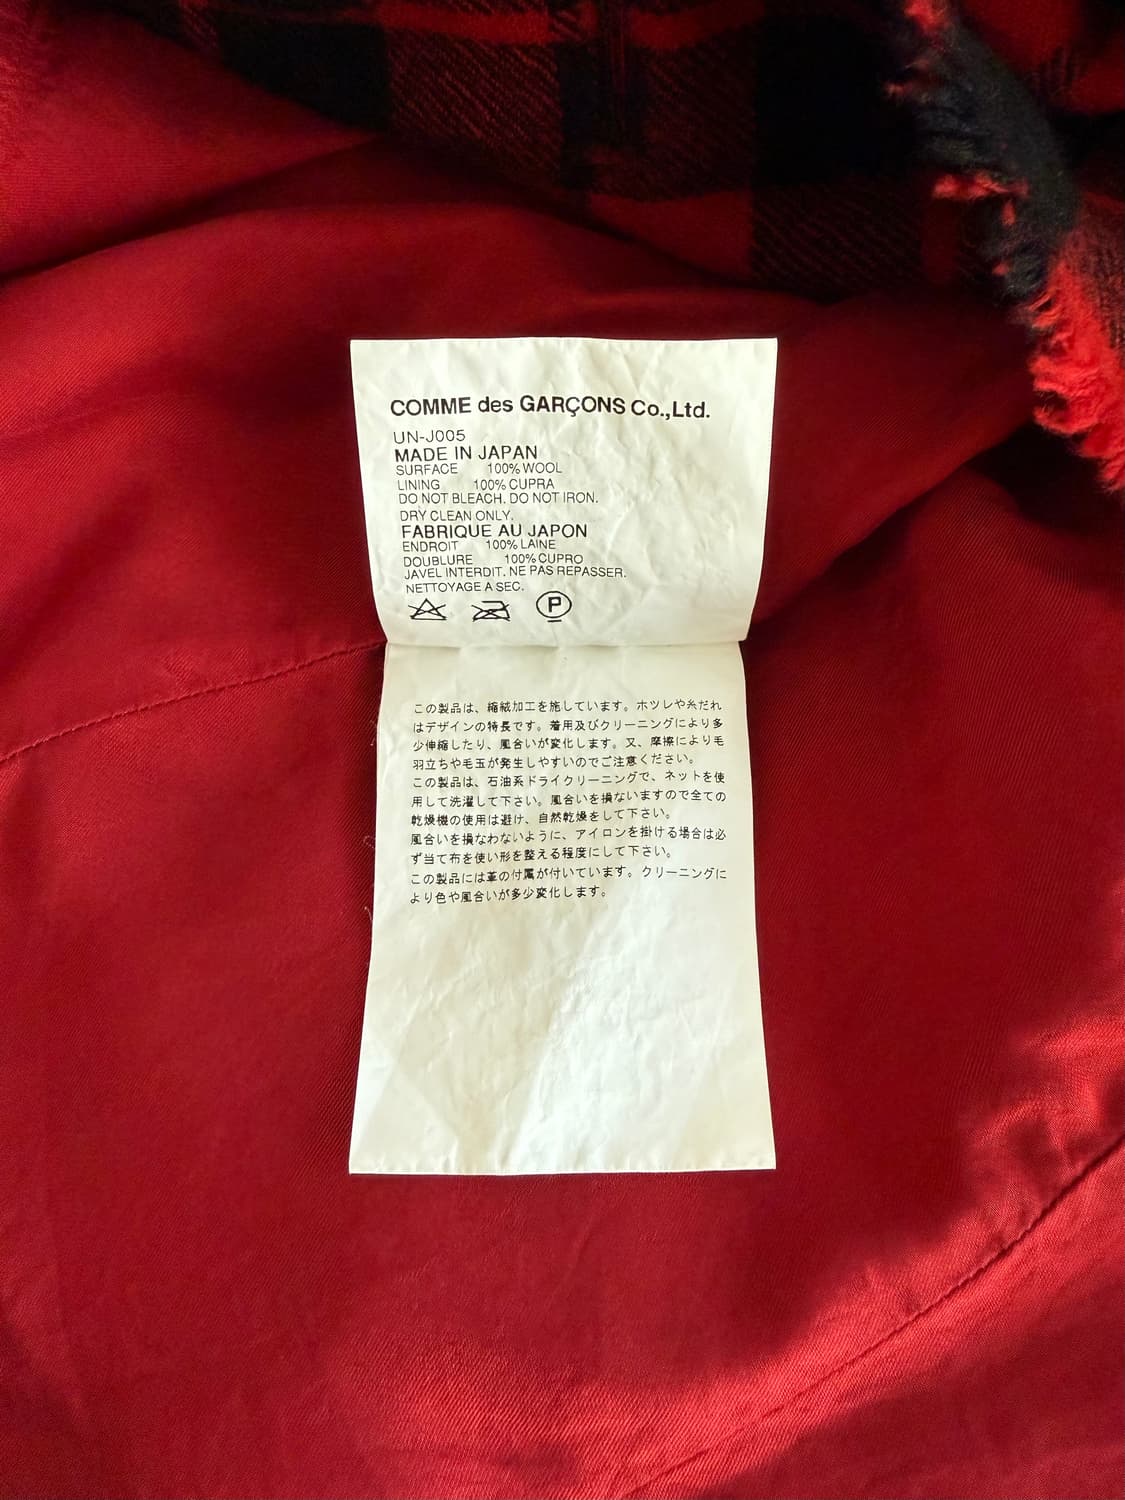 COMME des GARÇONS Co.,Ltd.
UN-J005
MADE IN JAPAN
SURFACE 100% WOOL
LINING 100% CUPRA
DO NOT BLEACH. DO NOT IRON.
DRY CLEAN ONLY.
FABRIQUE AU JAPON
ENDROIT 100% LAINE
DOUBLURE 100% CUPRO
JAVEL INTERDIT. NE PAS REPASSER.
NETTOYAGE A SEC.
P
この製品は、縮絨加工を施しています。ホツレや糸だれ
はデザインの特長です。着用及びクリーニングにより多
少伸縮したり、風合いが変化します。又、摩擦により毛
羽立ちや毛玉が発生しやすいのでご注意ください。
この製品は、石油系ドライクリーニングで、ネットを使
用して洗濯して下さい。風合いを損ないますので全ての
乾燥機の使用は避け、自然乾燥をして下さい。
風合いを損なわないように、アイロンを掛ける場合は必
ず当て布を使い形を整える程度にして下さい。
この製品には革の付属が付いています。クリーニングに
より色や風合いが多少変化します。